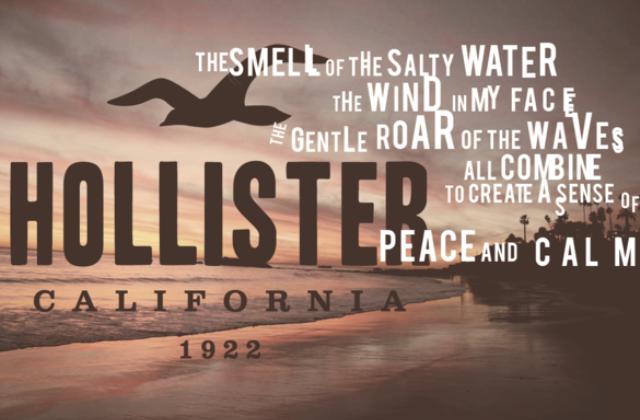 THE SMELL OF THE SALTY WATER
THE WIND IN MY FACE
THE GENTLE ROAR OF THE WAVES
ALL COMBINE
TO CREATE A SENSE OF
PEACE AND CALM
HOLLISTER
CALIFORNIA
1922